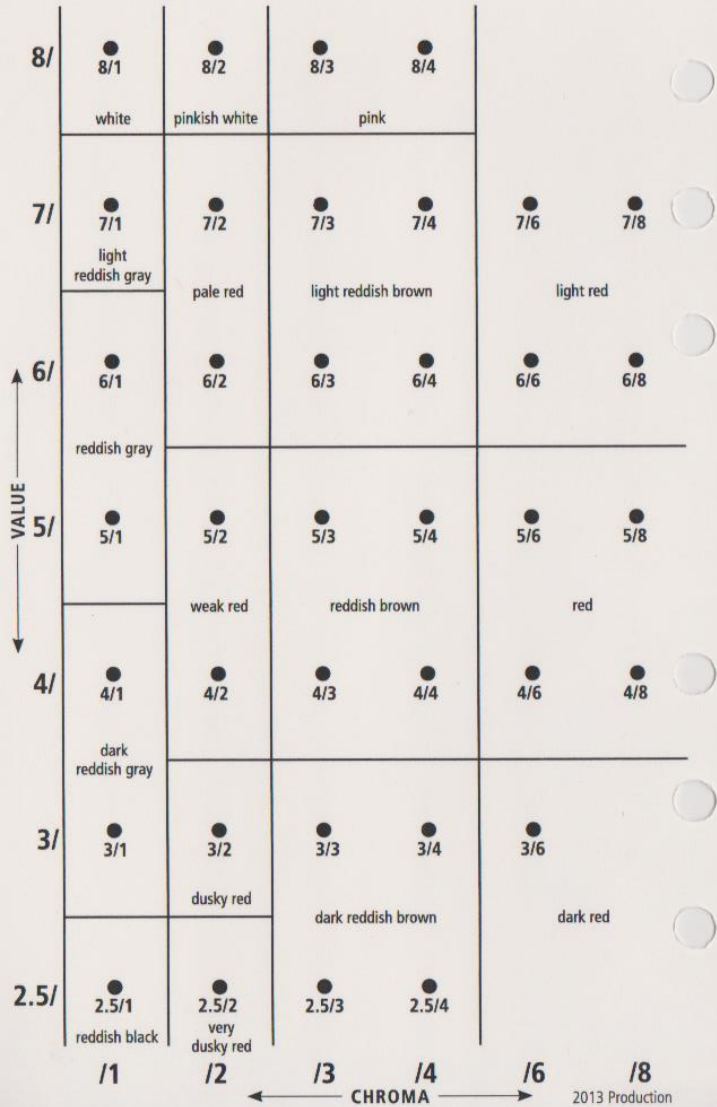 8/ 8/1 8/2 8/3 8/4
white pinkish white pink
7/ 7/1 7/2 7/3 7/4 7/6 7/8
light
reddish gray
pale red light reddish brown light red
6/ 6/1 6/2 6/3 6/4 6/6 6/8
reddish gray
VALUE
5/ 5/1 5/2 5/3 5/4 5/6 5/8
weak red reddish brown red
4/ 4/1 4/2 4/3 4/4 4/6 4/8
dark
reddish gray
3/ 3/1 3/2 3/3 3/4 3/6
dusky red
dark reddish brown dark red
2.5/ 2.5/1 2.5/2 2.5/3 2.5/4
reddish black very
dusky red
/1 /2 /3 /4 /6 /8
CHROMA
2013 Production